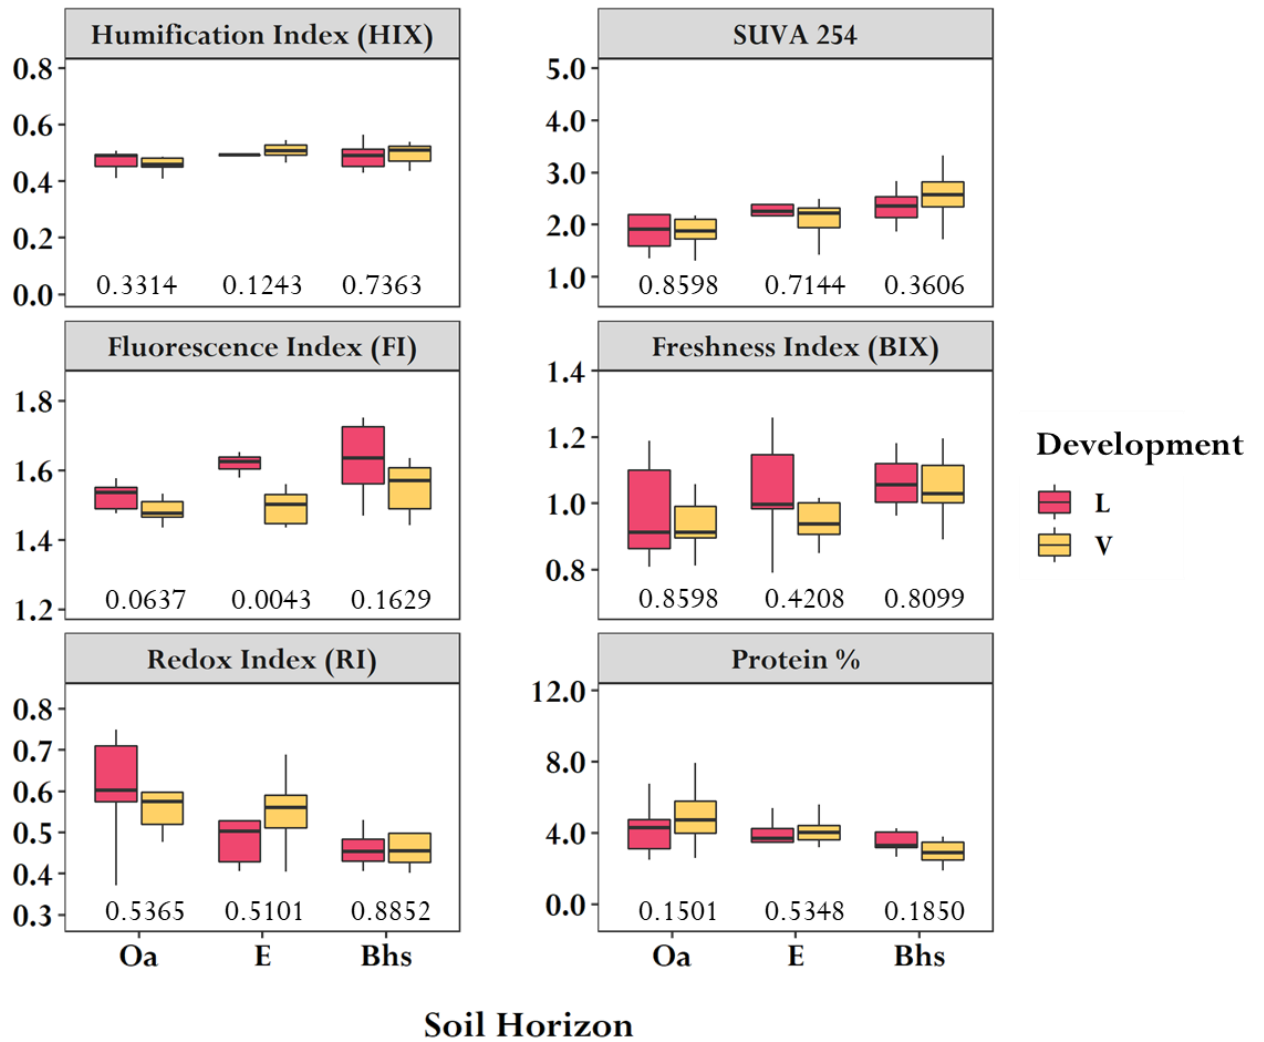 Humification Index (HIX)
0.8
0.6
0.4
0.2
0.0
0.3314 0.1243 0.7363
SUVA 254
5.0
4.0
3.0
2.0
1.0
0.8598 0.7144 0.3606
Fluorescence Index (FI)
1.8
1.6
1.4
1.2
0.0637 0.0043 0.1629
Freshness Index (BIX)
1.4
1.2
1.0
0.8
0.8598 0.4208 0.8099
Redox Index (RI)
0.8
0.7
0.6
0.5
0.4
0.3
0.5365 0.5101 0.8852
Oa E Bhs
Protein %
12.0
8.0
4.0
0.0
0.1501 0.5348 0.1850
Oa E Bhs
Soil Horizon
Development
L
V